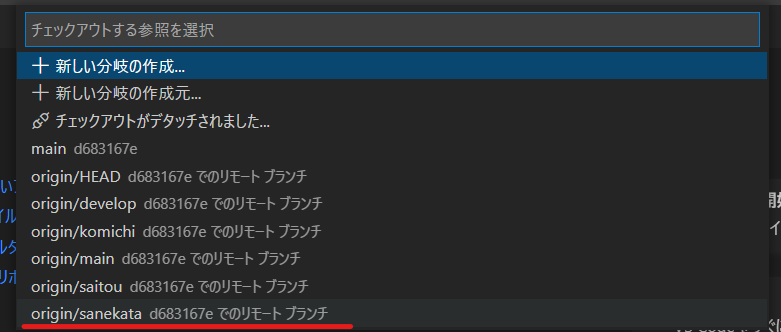 チェックアウトする参照を選択
新しい分岐の作成...
新しい分岐の作成元...
チェックアウトがデタッチされました...
main d683167e
origin/HEAD d683167e でのリモート ブランチ
origin/develop d683167e でのリモート ブランチ
origin/komichi d683167e でのリモート ブランチ
origin/main d683167e でのリモート ブランチ
origin/saitou d683167e でのリモート ブランチ
origin/sanekata d683167e でのリモート ブランチ